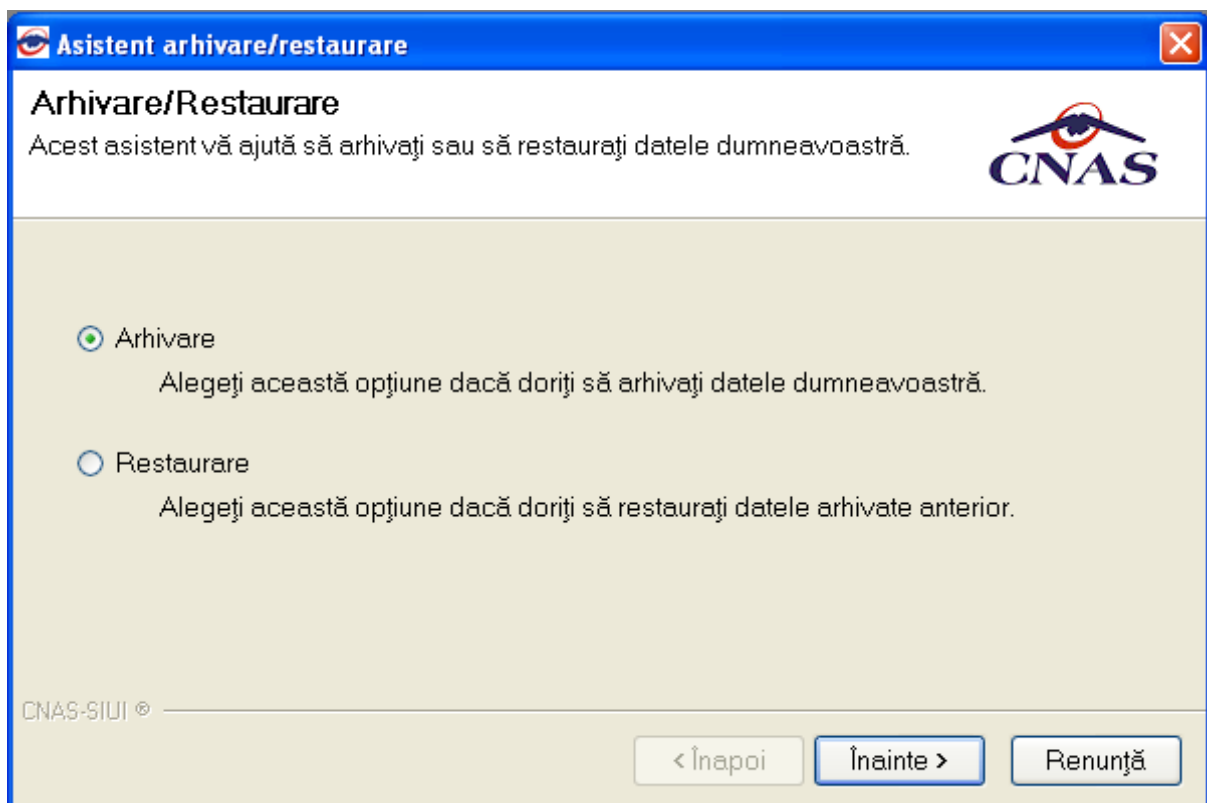 Asistent arhivare/restaurare
Arhivare/Restaurare
Acest asistent vă ajută să arhivaţi sau să restauraţi datele dumneavoastră.
CNAS
Arhivare
Alegeţi această opţiune dacă doriţi să arhivaţi datele dumneavoastră.
Restaurare
Alegeţi această opţiune dacă doriţi să restauraţi datele arhivate anterior.
CNAS-SIUI ®
< Înapoi Înainte > Renunţă